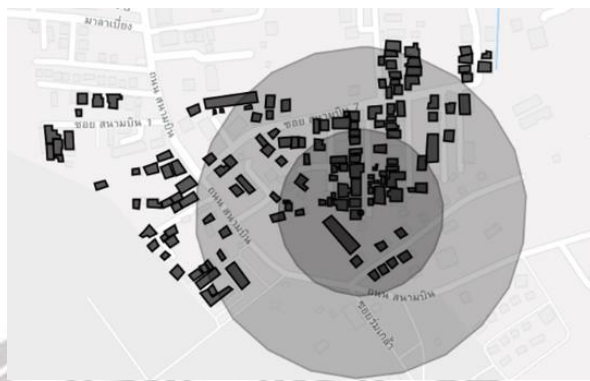 มาลาเบี่ยง
ถนน สนามบิน
ซอย สนามบิน 2
ซอย สนามบิน 1
ถนน สนามบิน
ถนน สนามบิน
ซอยร่มเกล้า